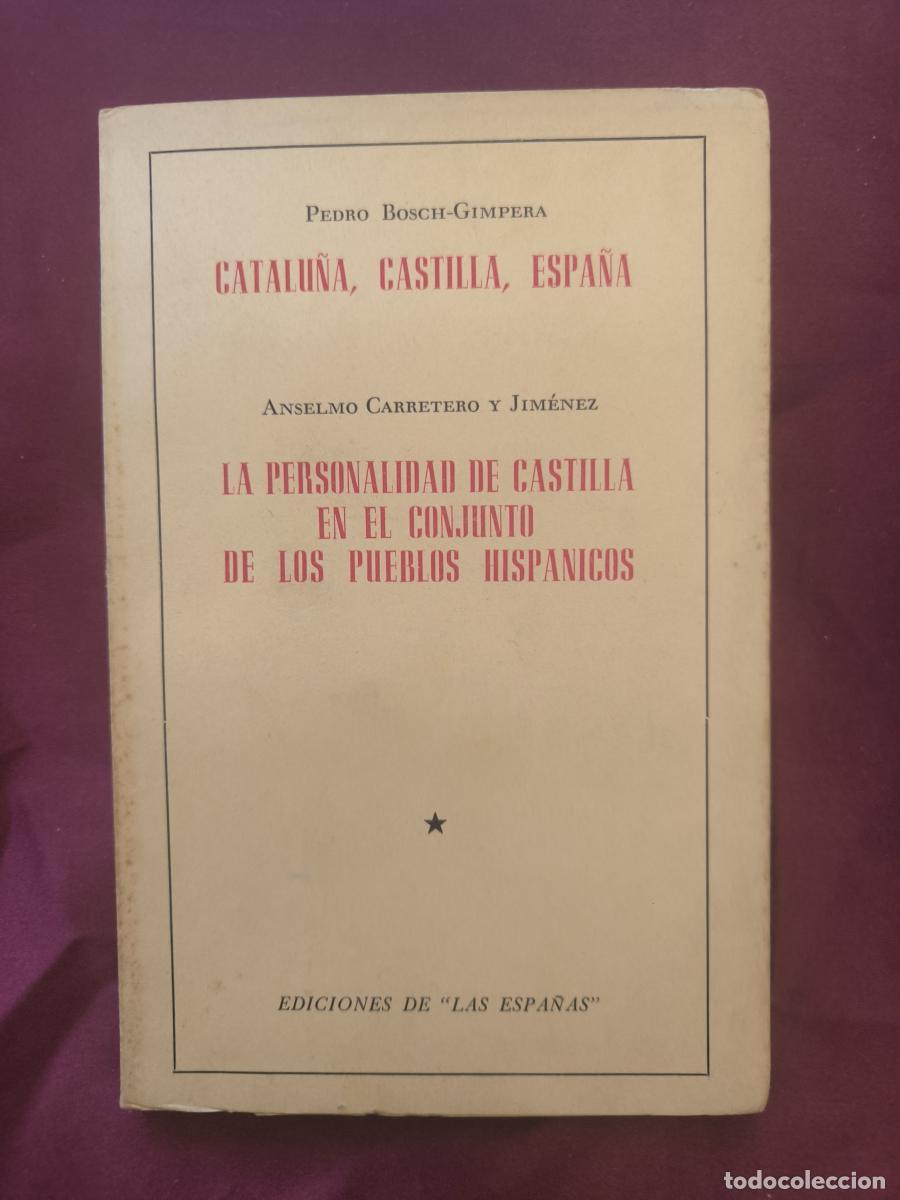 Pedro Bosch-Gimpera
CATALUÑA, CASTILLA, ESPAÑA
Anselmo Carretero y Jiménez
LA PERSONALIDAD DE CASTILLA
EN EL CONJUNTO
DE LOS PUEBLOS HISPANICOS
EDICIONES DE “LAS ESPAÑAS”
todocoleccion